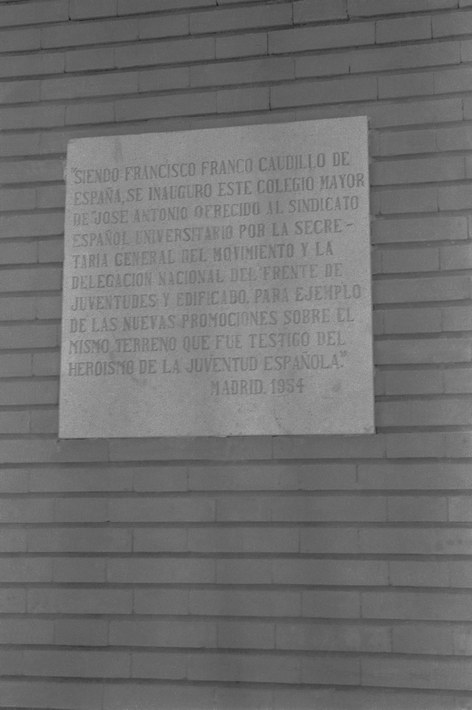 "SIENDO FRANCISCO FRANCO CAUDILLO DE
ESPAÑA, SE INAUGURO ESTE COLEGIO MAYOR
DE "JOSE ANTONIO OFRECIDO AL SINDICATO
ESPAÑOL UNIVERSITARIO POR LA SECRE-
TARIA GENERAL DEL MOVIMIENTO Y LA
DELEGACION NACIONAL DEL FRENTE DE
JUVENTUDES Y EDIFICADO, PARA EJEMPLO
DE LAS NUEVAS PROMOCIONES SOBRE EL
MISMO TERRENO QUE FUE TESTIGO DEL
HEROISMO DE LA JUVENTUD ESPAÑOLA."
MADRID. 1954